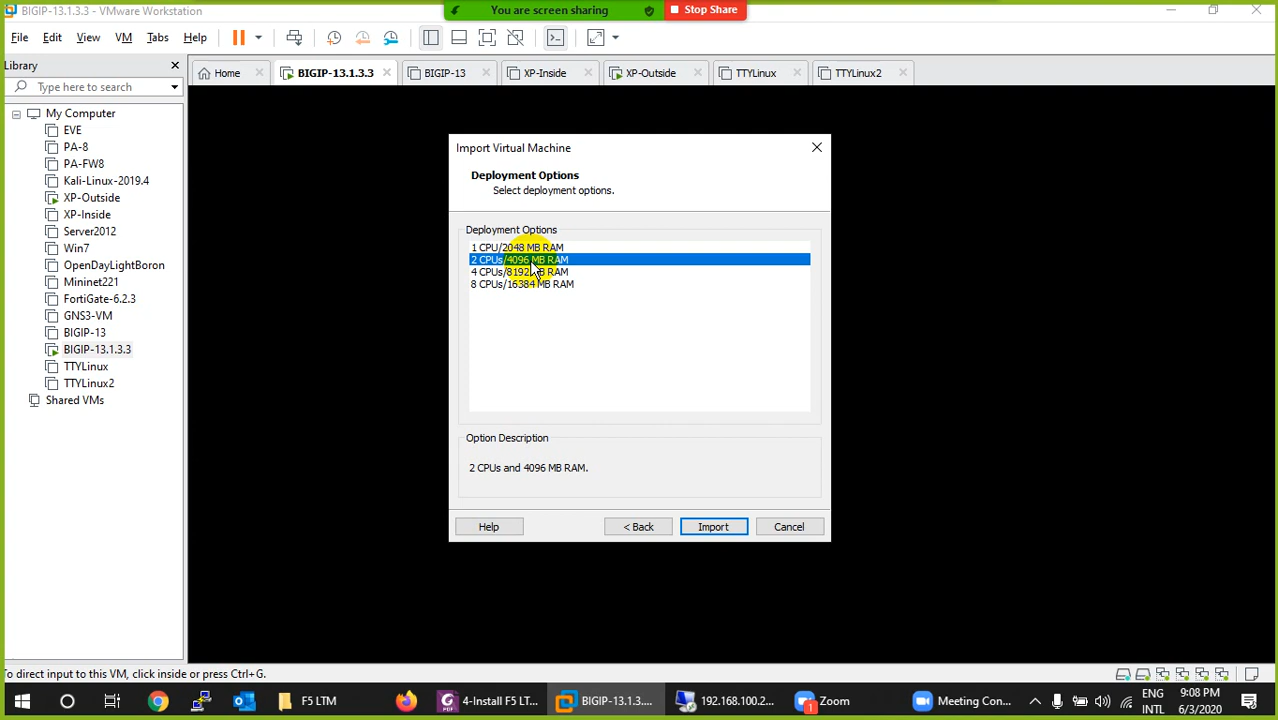 BIGIP-13.1.3.3 - VMware Workstation
You are screen sharing
Stop Share
File Edit View VM Tabs Help
Library
Type here to search
Home
BIGIP-13.1.3.3
BIGIP-13
XP-Inside
XP-Outside
TTYLinux
TTYLinux2
My Computer
EVE
PA-8
PA-FW8
Kali-Linux-2019.4
XP-Outside
XP-Inside
Server2012
Win7
OpenDayLightBoron
Mininet221
FortiGate-6.2.3
GNS3-VM
BIGIP-13
BIGIP-13.1.3.3
TTYLinux
TTYLinux2
Shared VMs
Import Virtual Machine
Deployment Options
Select deployment options.
Deployment Options
1 CPU/2048 MB RAM
2 CPUs/4096 MB RAM
4 CPUs/8192 MB RAM
8 CPUs/16384 MB RAM
Option Description
2 CPUs and 4096 MB RAM.
Help
< Back
Import
Cancel
To direct input to this VM, click inside or press Ctrl+G.
F5 LTM
4-Install F5 LT...
BIGIP-13.1.3....
192.168.100.2...
1
Zoom
Meeting Con...
ENG
INTL
9:08 PM
6/3/2020